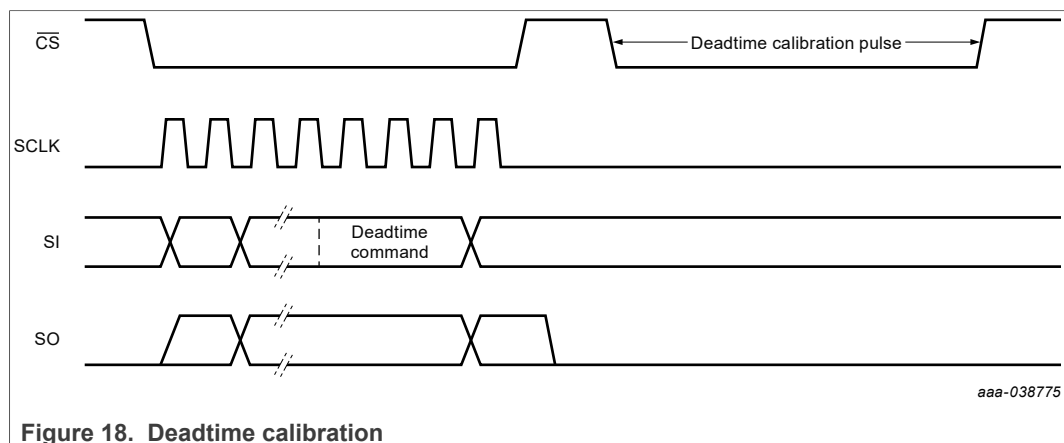 CS
Deadtime calibration pulse
SCLK
SI
Deadtime
command
SO
aaa-038775
Figure 18. Deadtime calibration